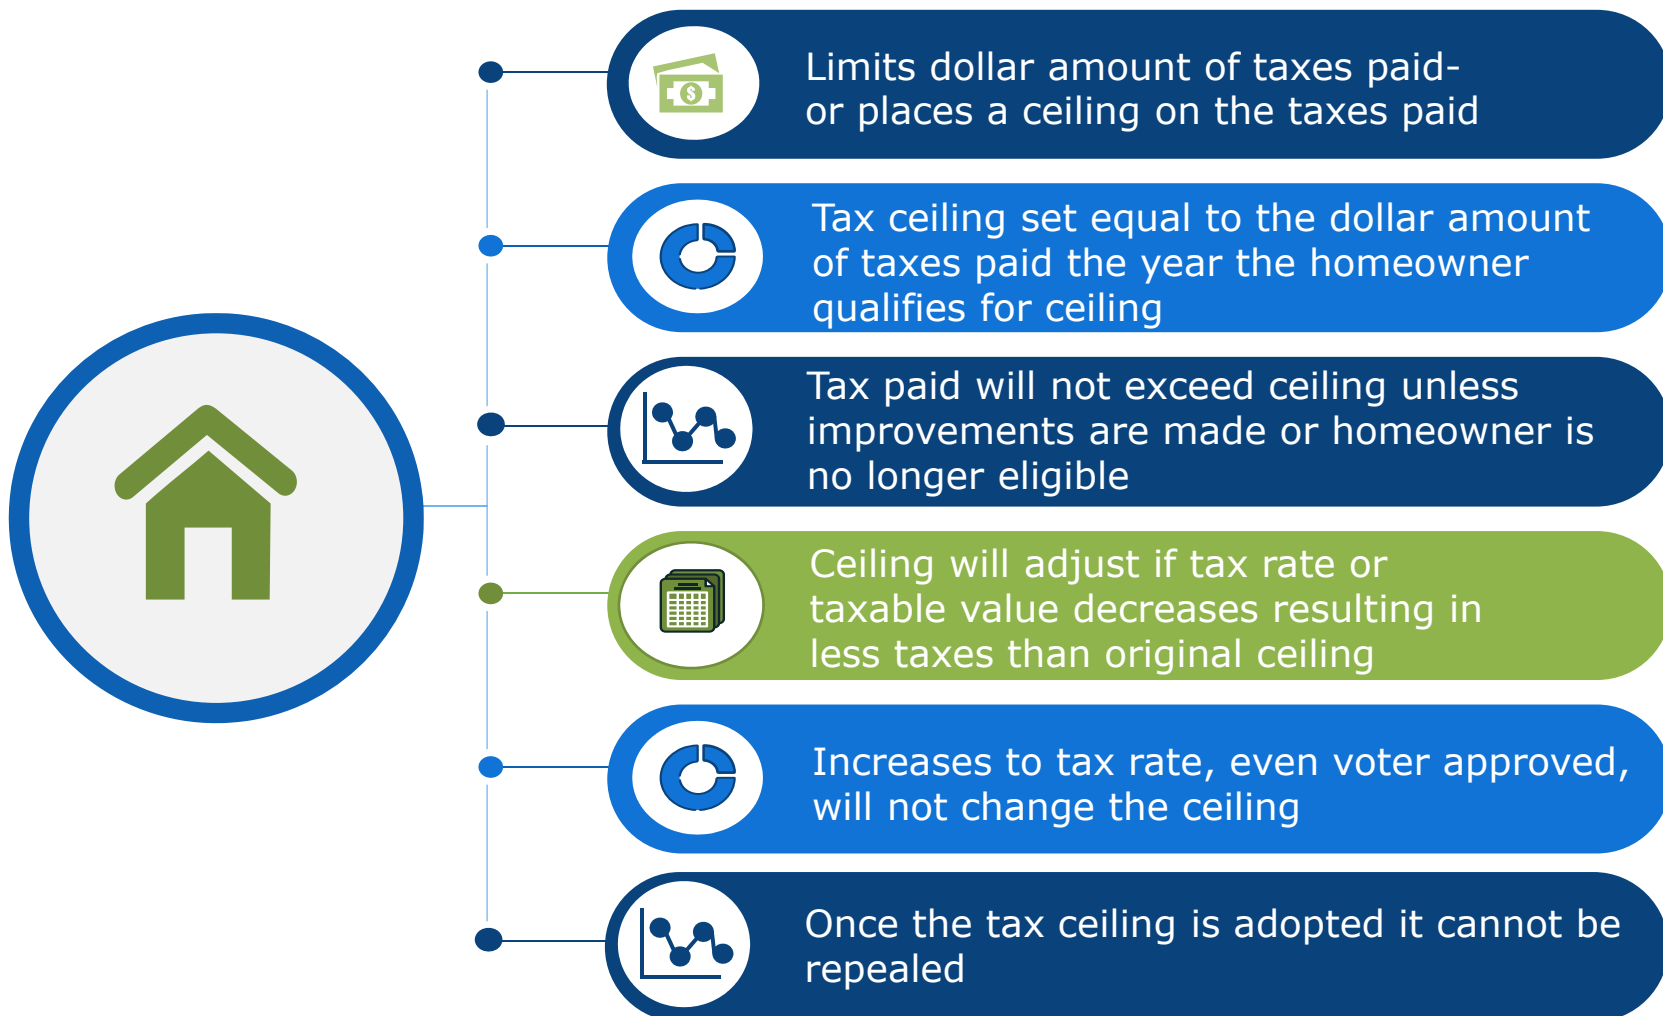 Limits dollar amount of taxes paid-
or places a ceiling on the taxes paid
Tax ceiling set equal to the dollar amount
of taxes paid the year the homeowner
qualifies for ceiling
Tax paid will not exceed ceiling unless
improvements are made or homeowner is
no longer eligible
Ceiling will adjust if tax rate or
taxable value decreases resulting in
less taxes than original ceiling
Increases to tax rate, even voter approved,
will not change the ceiling
Once the tax ceiling is adopted it cannot be
repealed